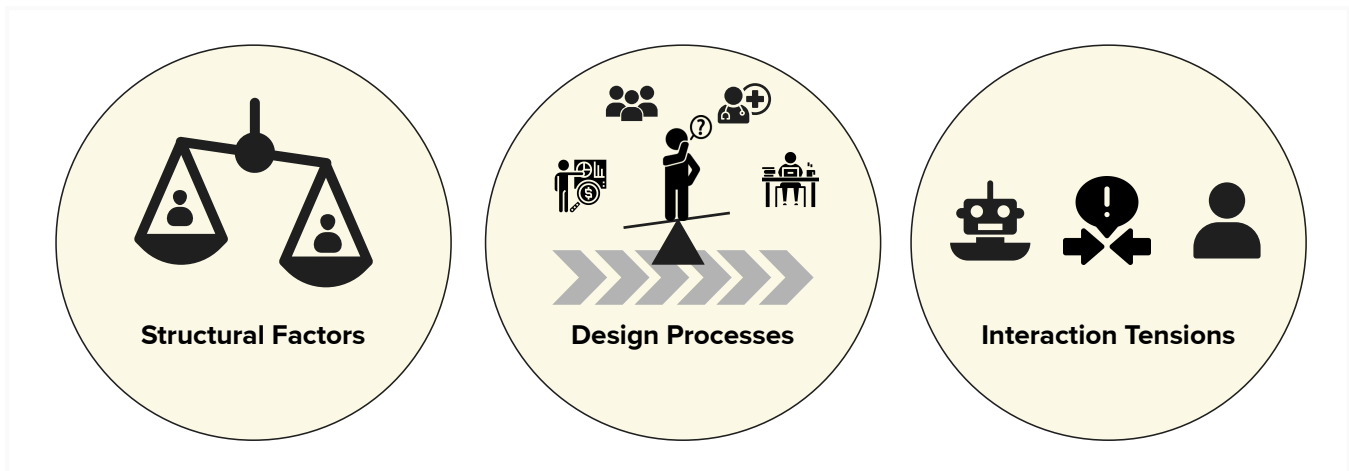 Structural Factors
Design Processes
Interaction Tensions